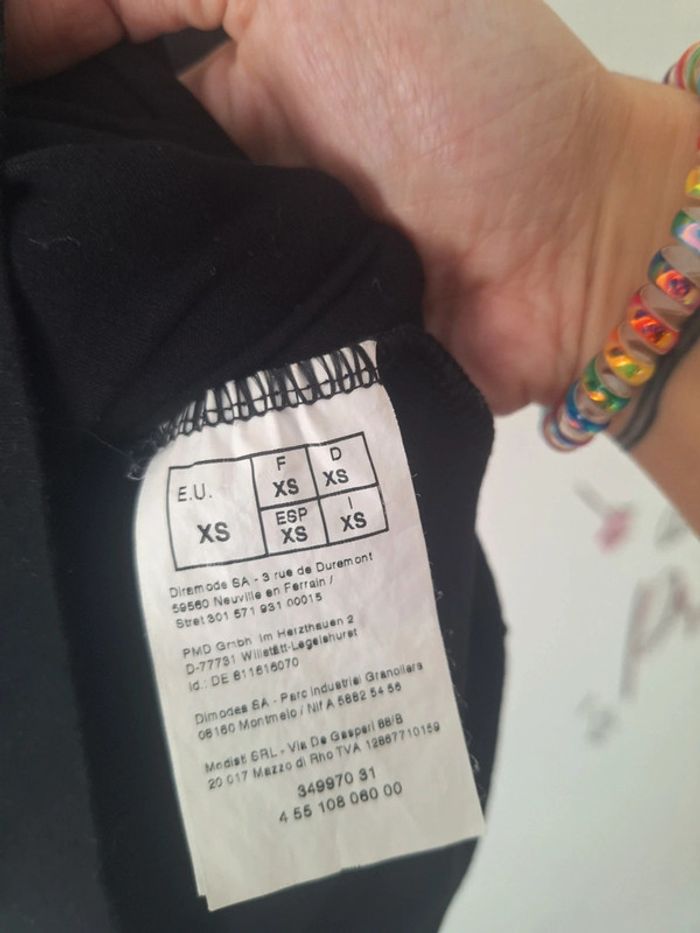 E.U.
XS
F
XS
D
XS
ESP
XS
I
XS
Diramode SA - 3 rue de Duremont
59560 Neuville en Ferrain /
Siret 301 571 931 00015
PMD Gmbh Im Herzthauen 2
D-77731 Willstätt-Legelshurst
Id.: DE 811616070
Dimodes SA - Parc Industriel Granollers
08160 Montmelo / Nif A 5882 54 56
Modist SRL - Via De Gasperi 88/B
20 017 Mazzo di Rho TVA 12867710159
349970 31
4 55 108 060 00